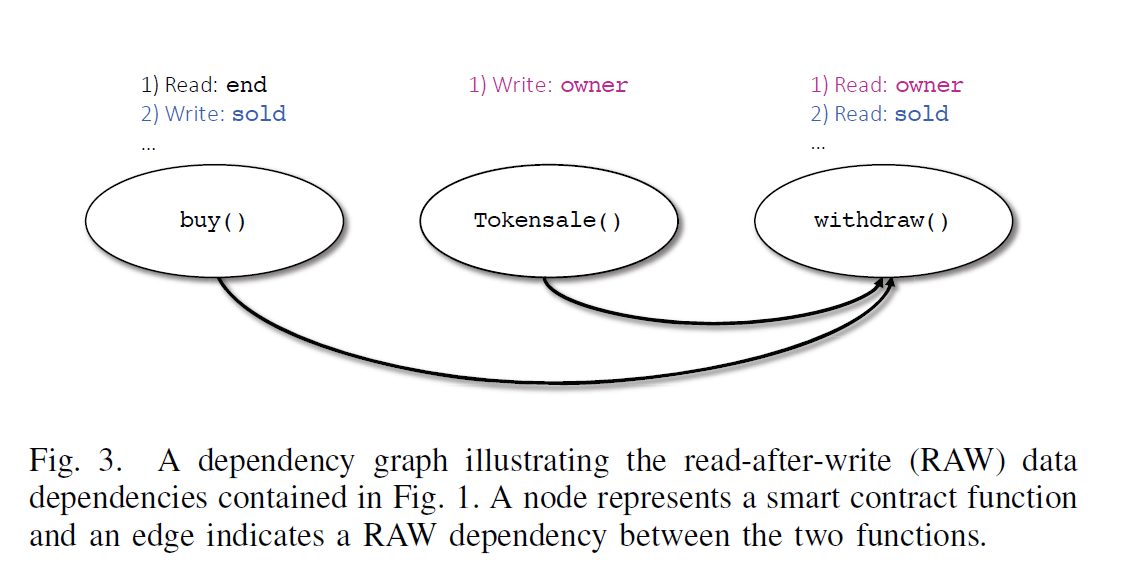 1) Read: end
2) Write: sold
...
1) Write: owner
1) Read: owner
2) Read: sold
...
buy()
Tokensale()
withdraw()
Fig. 3. A dependency graph illustrating the read-after-write (RAW) data
dependencies contained in Fig. 1. A node represents a smart contract function
and an edge indicates a RAW dependency between the two functions.